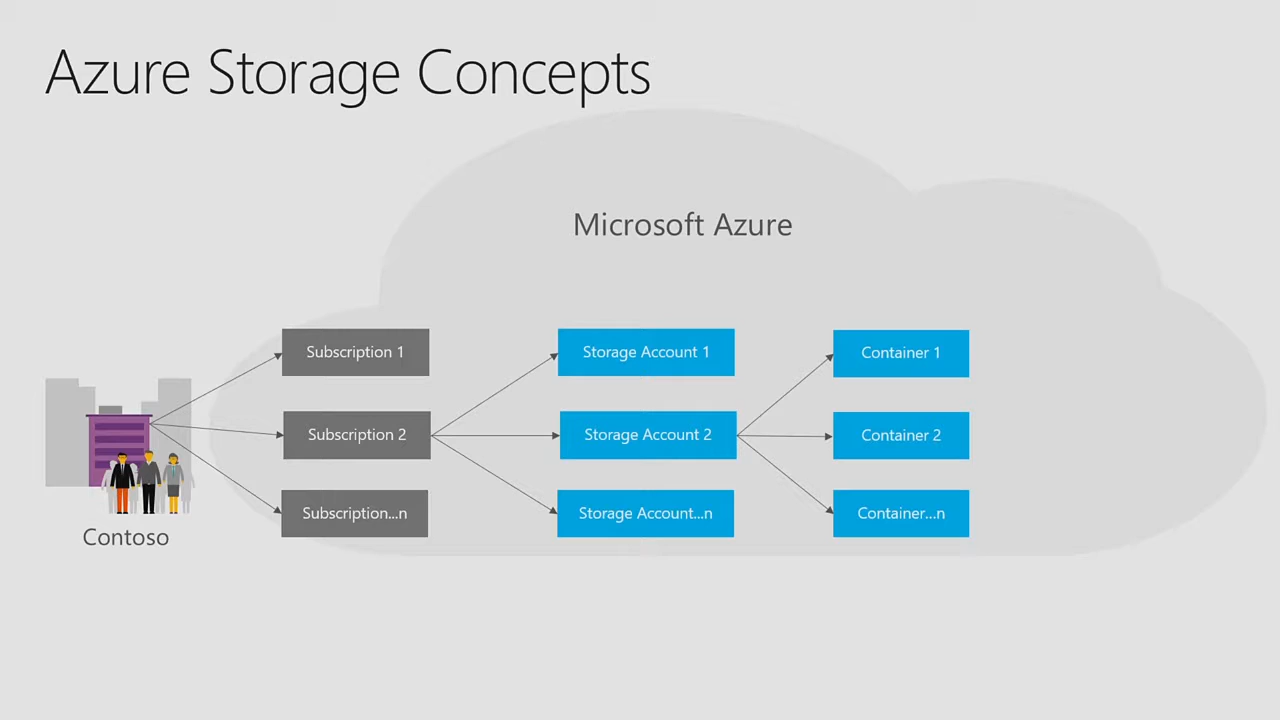 Azure Storage Concepts
Microsoft Azure
Subscription 1
Storage Account 1
Container 1
Subscription 2
Storage Account 2
Container 2
Subscription...n
Storage Account...n
Container...n
Contoso